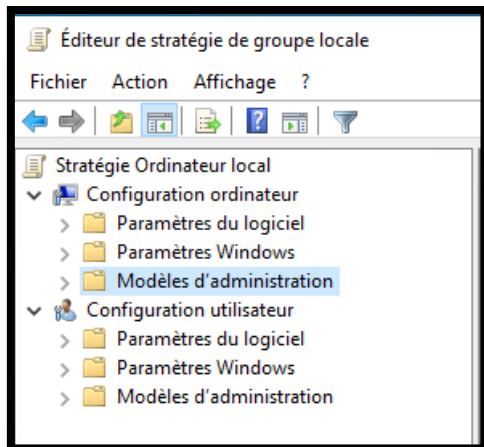 Éditeur de stratégie de groupe locale
Fichier Action Affichage ?
Stratégie Ordinateur local
Configuration ordinateur
Paramètres du logiciel
Paramètres Windows
Modèles d'administration
Configuration utilisateur
Paramètres du logiciel
Paramètres Windows
Modèles d'administration